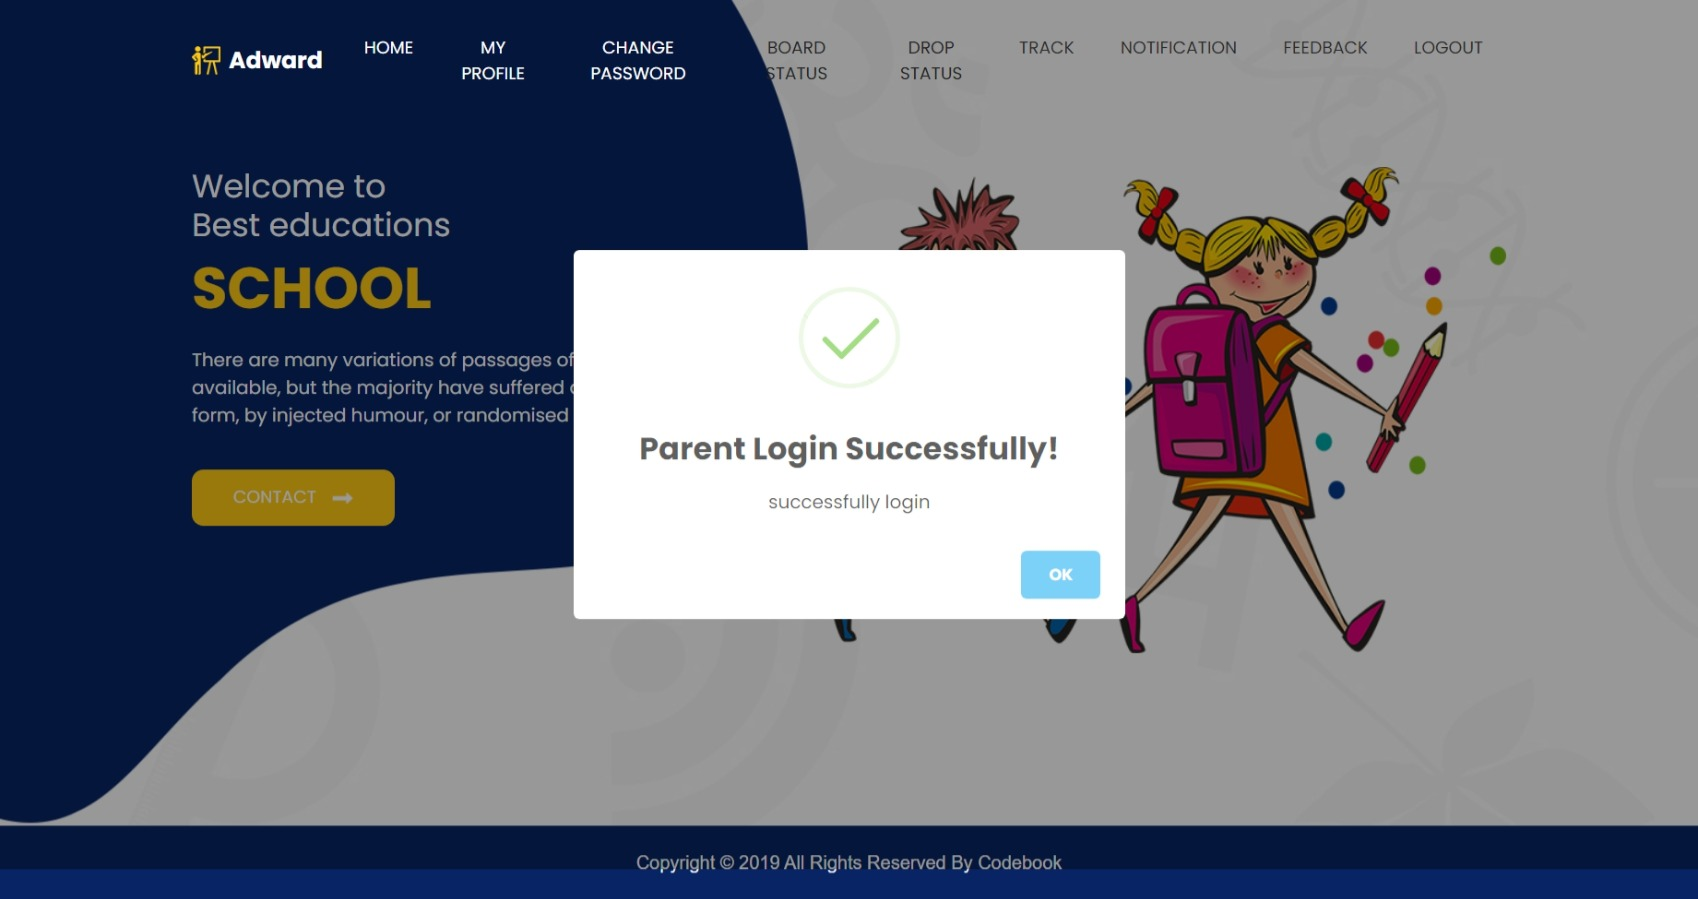 Adward
HOME
MY
PROFILE
CHANGE
PASSWORD
BOARD
STATUS
DROP
STATUS
TRACK
NOTIFICATION
FEEDBACK
LOGOUT
Welcome to
Best educations
SCHOOL
There are many variations of passages of
available, but the majority have suffered
form, by injected humour, or randomised
CONTACT
Parent Login Successfully!
successfully login
OK
Copyright © 2019 All Rights Reserved By Codebook